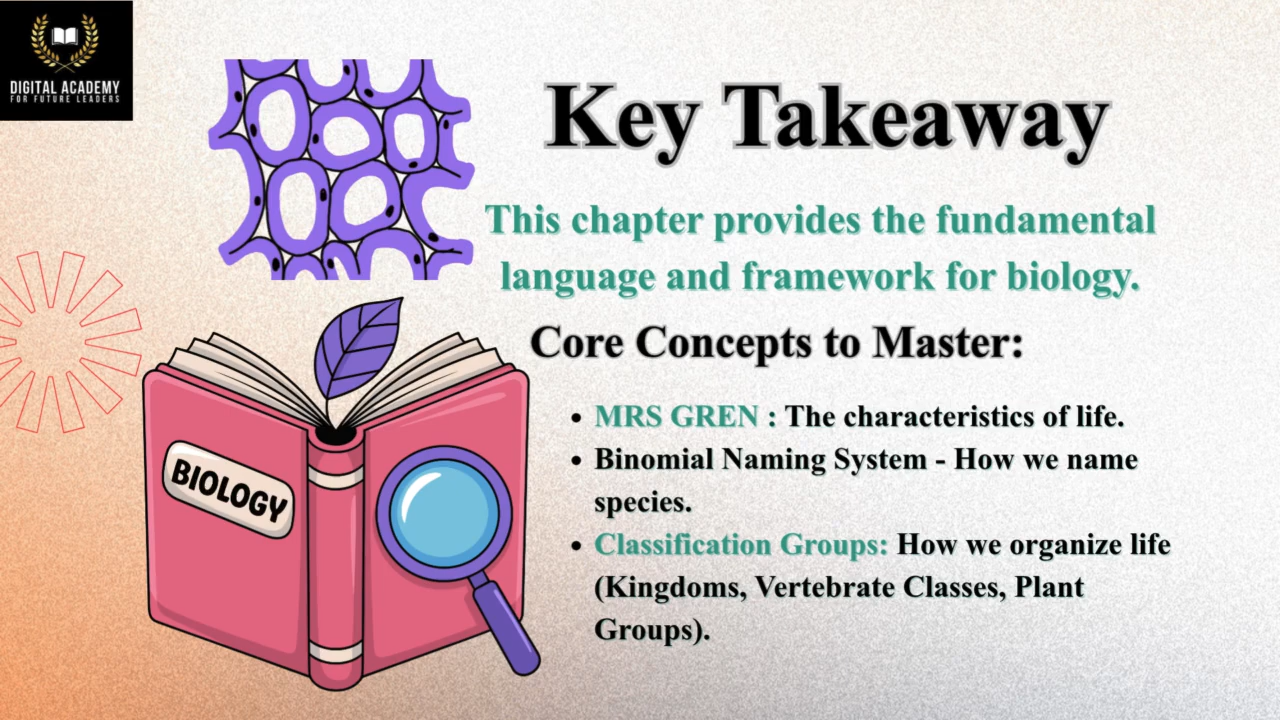 DIGITAL ACADEMY
FOR FUTURE LEADERS
Key Takeaway
This chapter provides the fundamental
language and framework for biology.
Core Concepts to Master:
• MRS GREN : The characteristics of life.
• Binomial Naming System - How we name
species.
• Classification Groups: How we organize life
(Kingdoms, Vertebrate Classes, Plant
Groups).
BIOLOGY